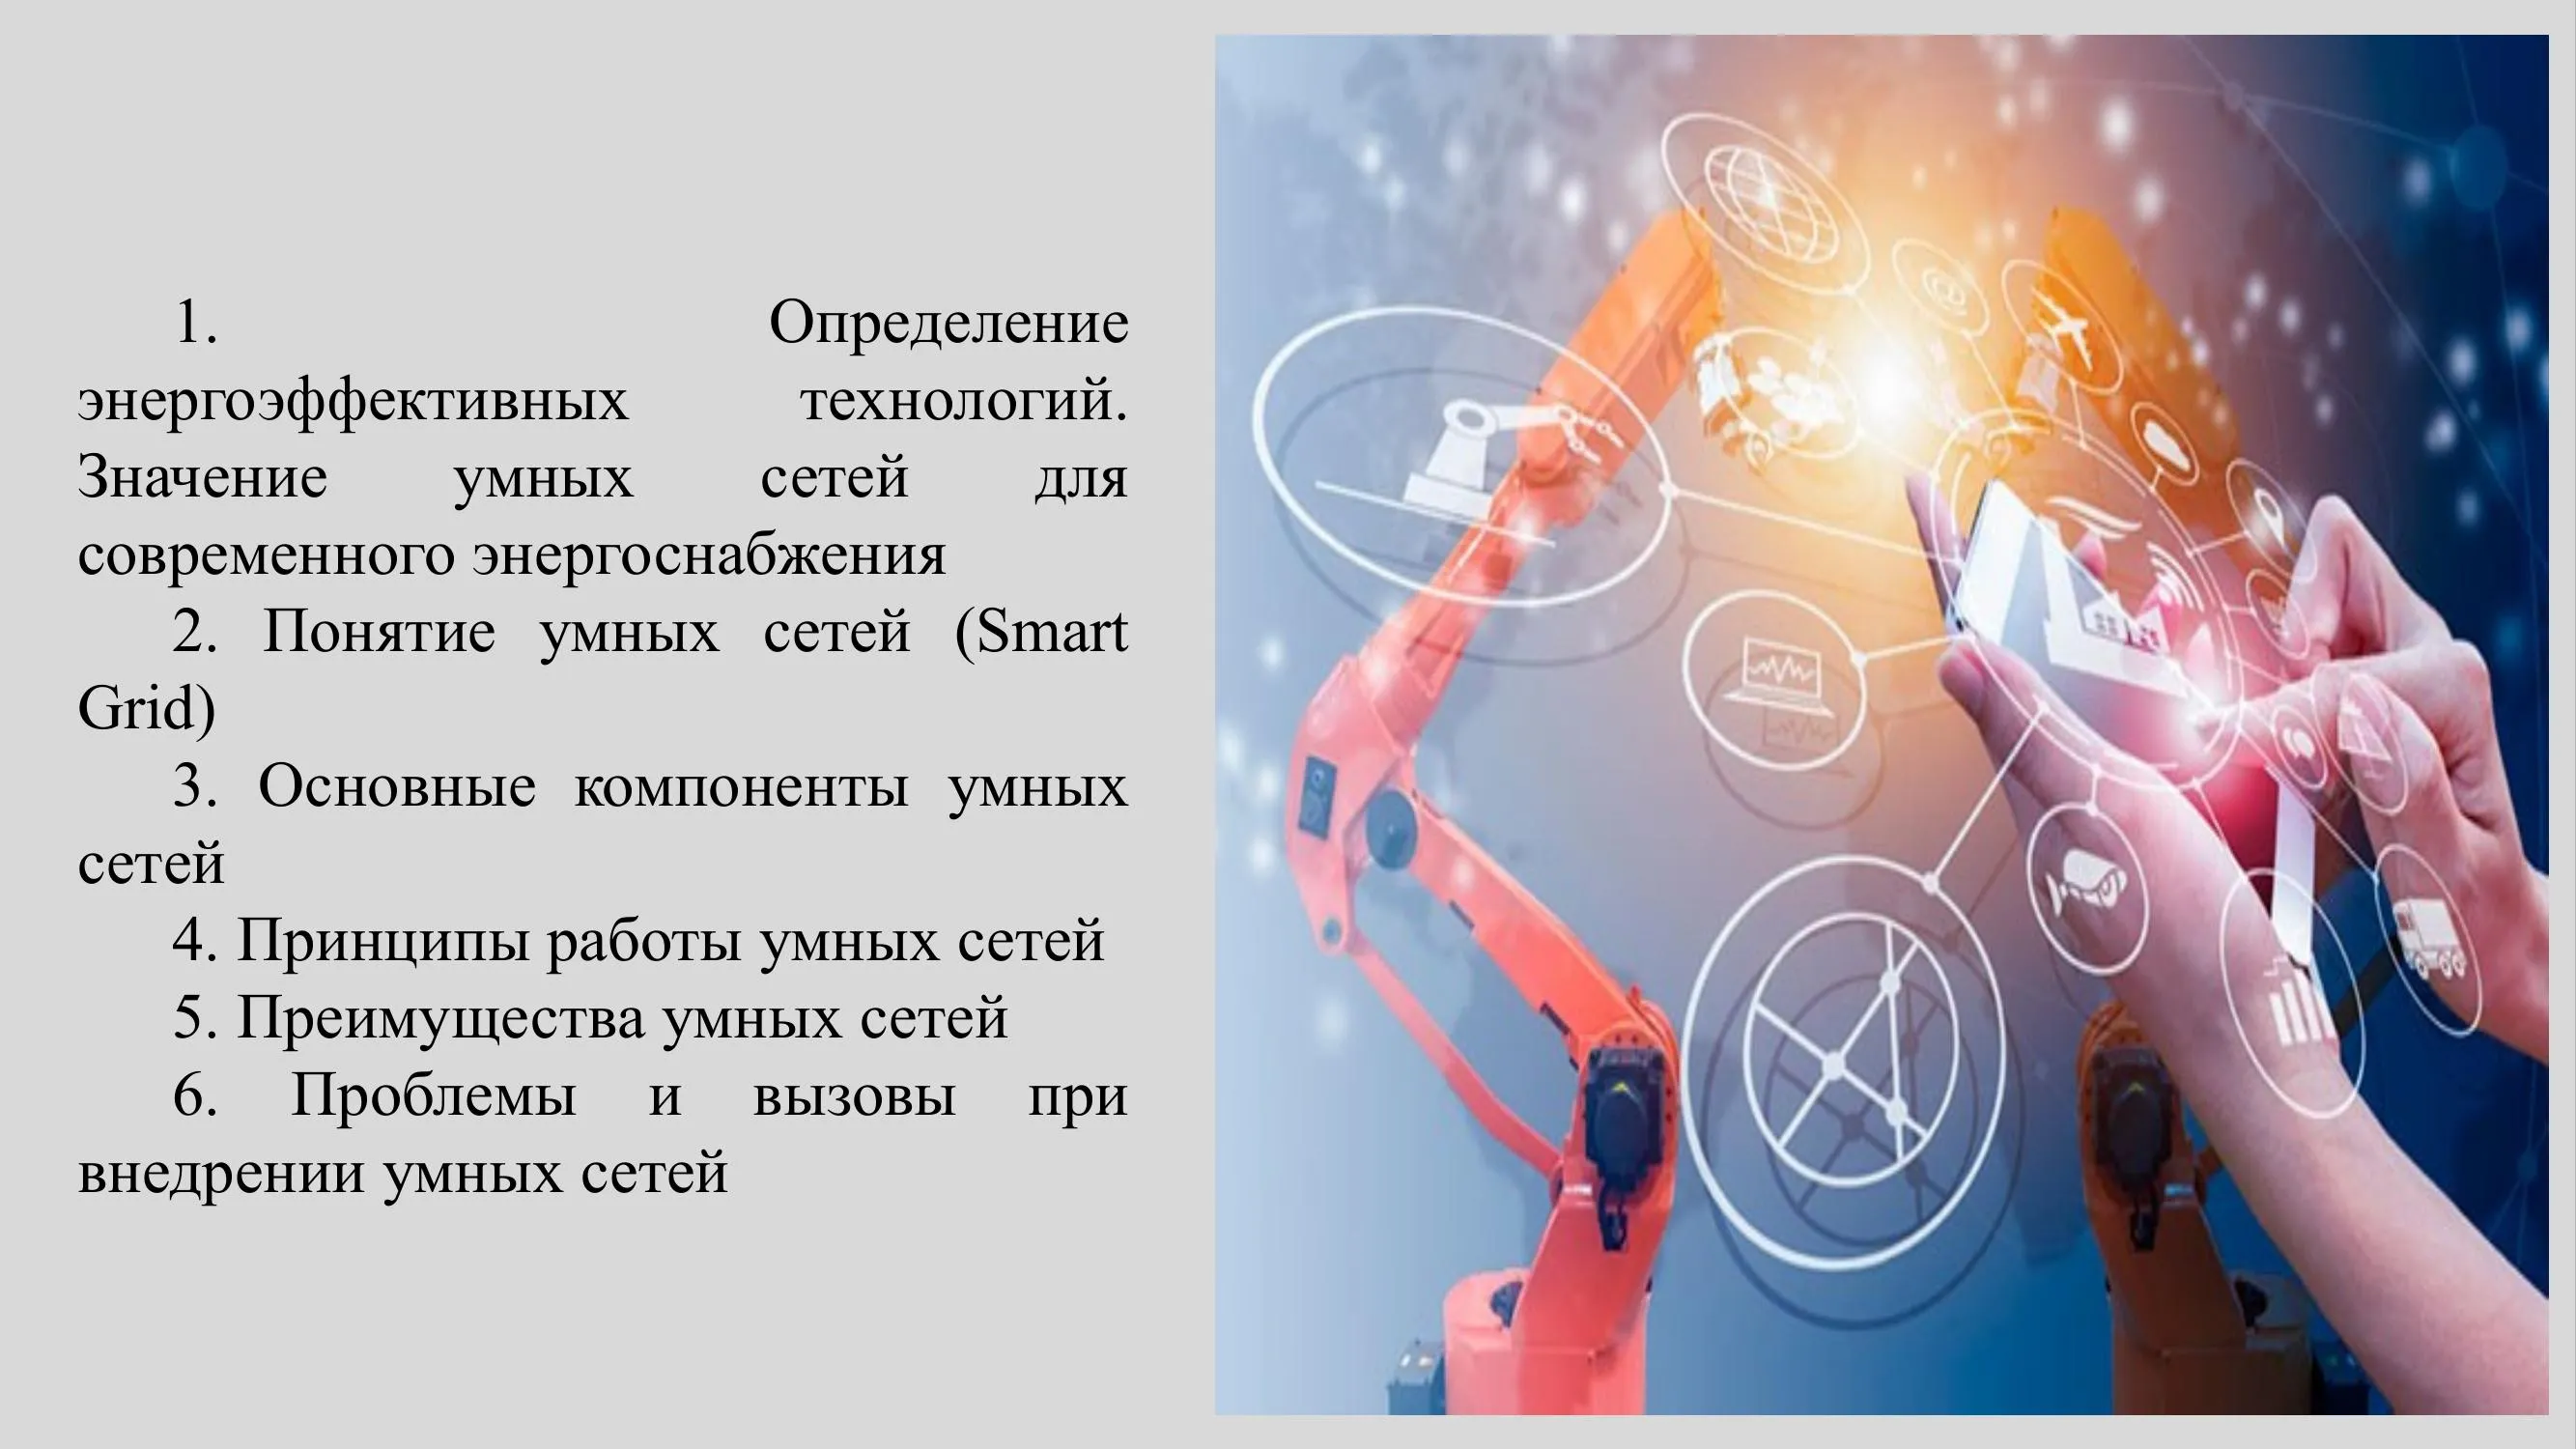 1. Определение
энергоэффективных технологий.
Значение умных сетей для
современного энергоснабжения
2. Понятие умных сетей (Smart
Grid)
3. Основные компоненты умных
сетей
4. Принципы работы умных сетей
5. Преимущества умных сетей
6. Проблемы и вызовы при
внедрении умных сетей